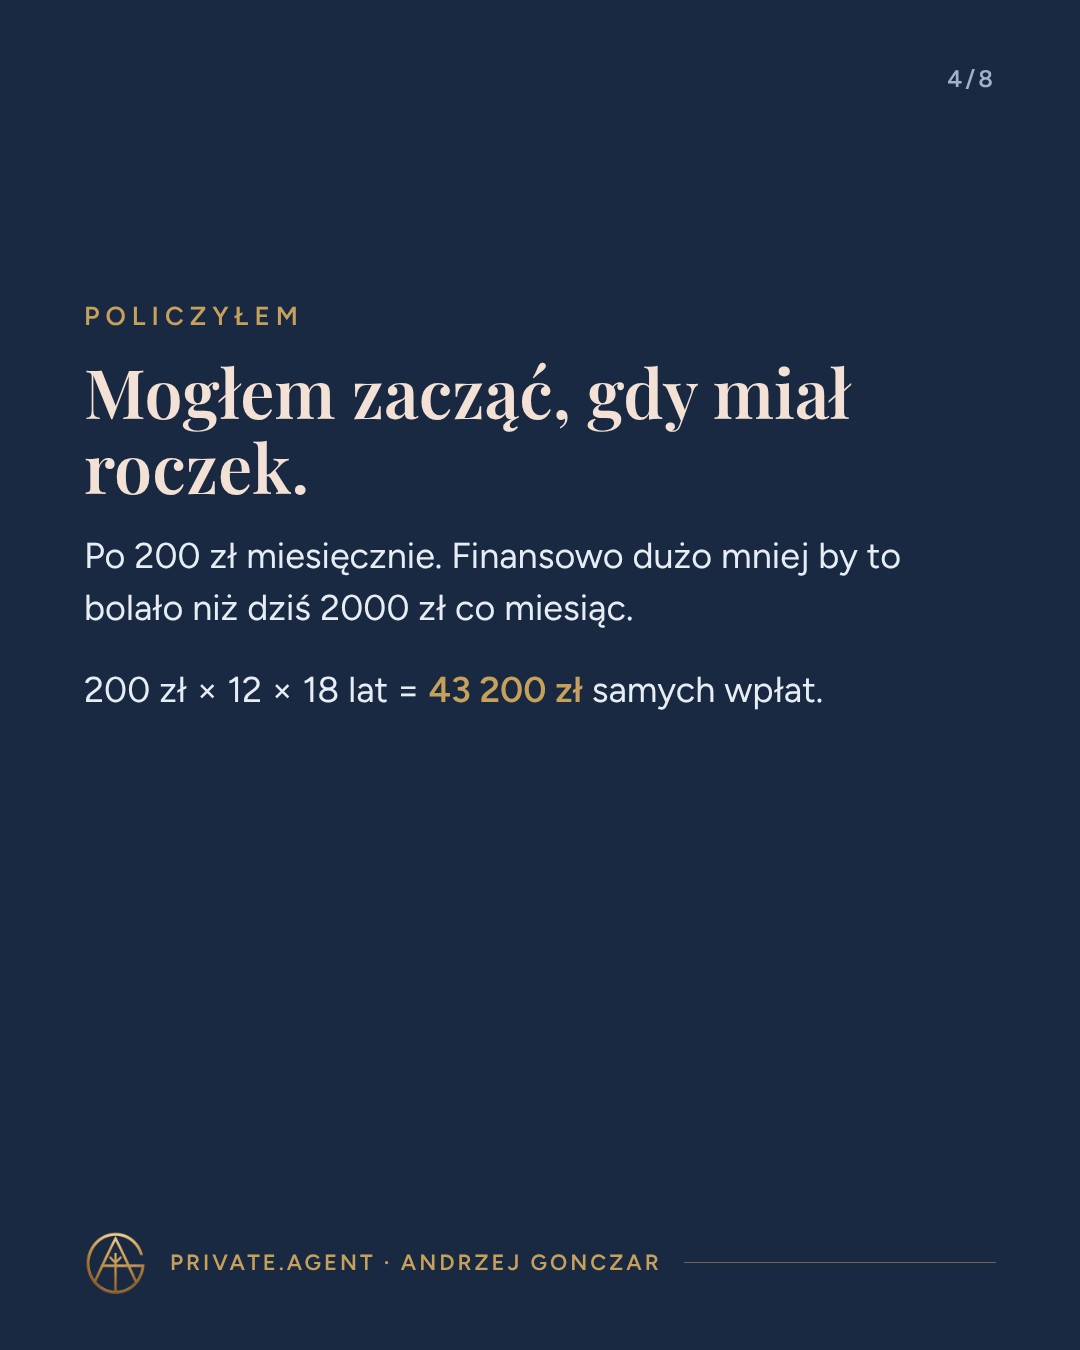 4/8
POLICZYŁEM
Mogłem zacząć, gdy miał
roczek.
Po 200 zł miesięcznie. Finansowo dużo mniej by to
bolało niż dziś 2000 zł co miesiąc.
200 zł × 12 × 18 lat = 43 200 zł samych wpłat.
PRIVATE.AGENT · ANDRZEJ GONCZAR